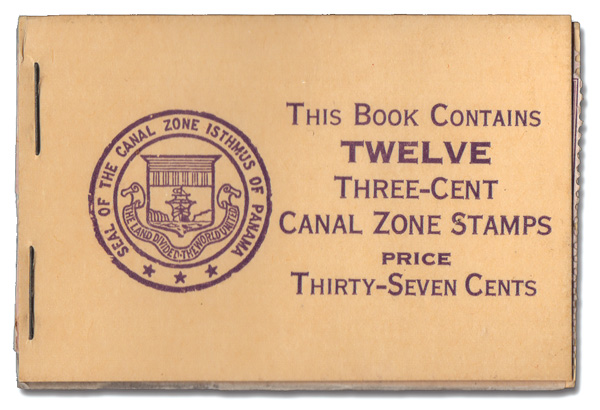 SEAL OF THE CANAL ZONE ISTHMUS OF PANAMA
THE LAND DIVIDED · THE WORLD UNITED
THIS BOOK CONTAINS
TWELVE
THREE-CENT
CANAL ZONE STAMPS
PRICE
THIRTY-SEVEN CENTS